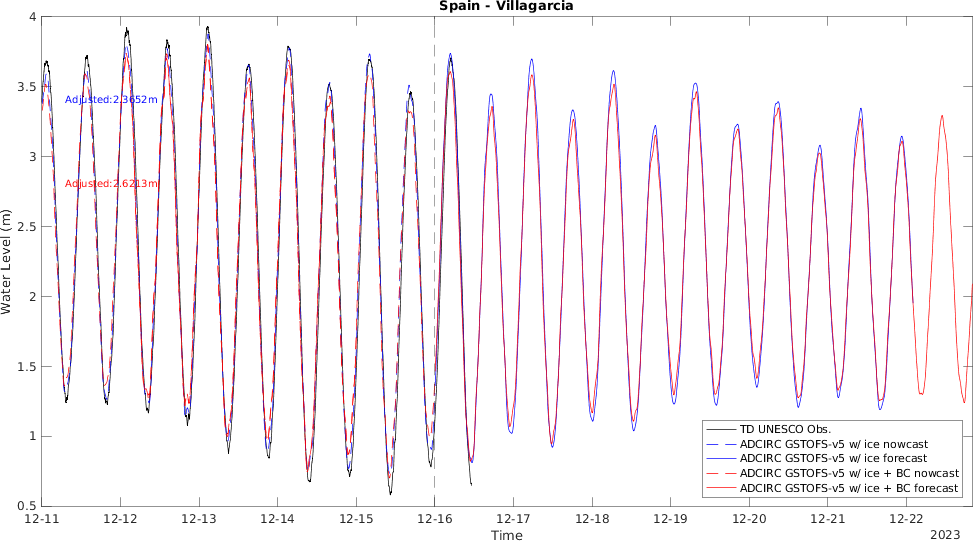 Spain - Villagarcia
4
3.5
3
2.5
2
1.5
1
0.5
Water Level (m)
Adjusted:2.3652m
Adjusted:2.6213m
TD UNESCO Obs.
ADCIRC GSTOFS-v5 w/ ice nowcast
ADCIRC GSTOFS-v5 w/ ice forecast
ADCIRC GSTOFS-v5 w/ ice + BC nowcast
ADCIRC GSTOFS-v5 w/ ice + BC forecast
12-11 12-12 12-13 12-14 12-15 12-16 12-17 12-18 12-19 12-20 12-21 12-22
Time
2023